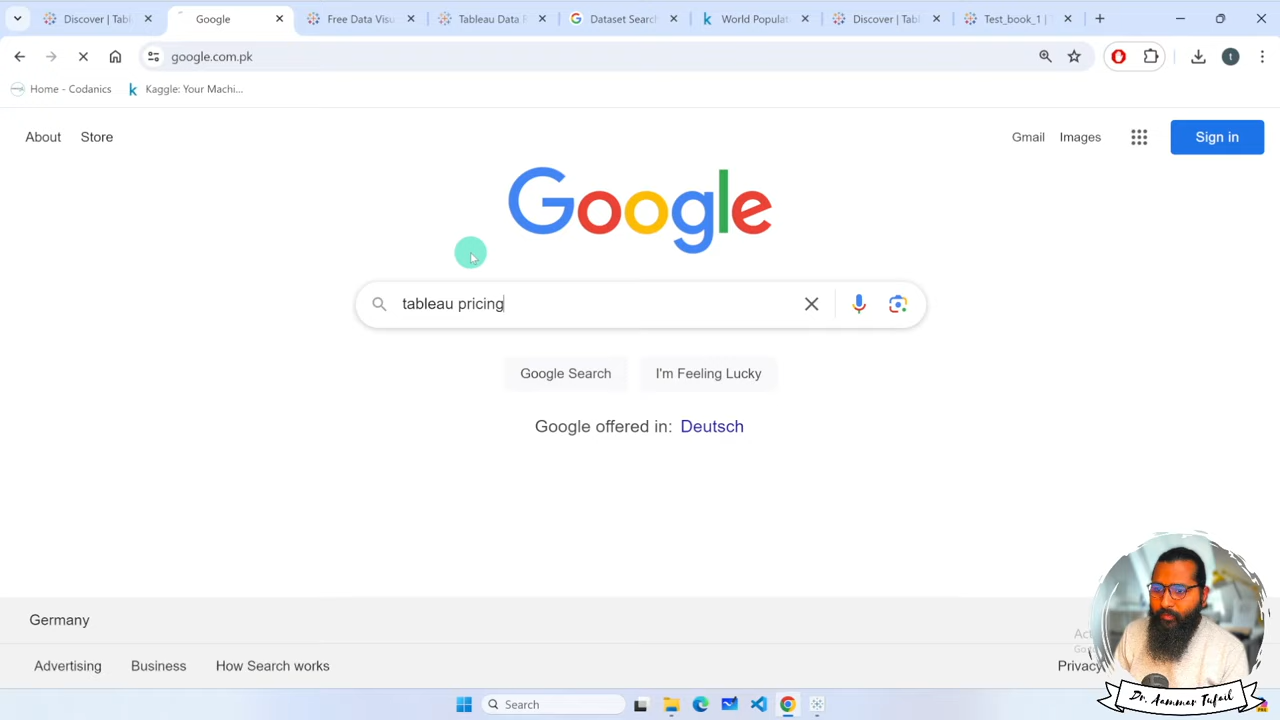 Discover | Tabl
Google
Free Data Visu
Tableau Data F
Dataset Search
World Populat
Discover | Tabl
Test_book_1 | T
google.com.pk
t
Home - Codanics
Kaggle: Your Machi...
About
Store
Gmail
Images
Sign in
Google
tableau pricing
Google Search
I'm Feeling Lucky
Google offered in: Deutsch
Germany
Advertising
Business
How Search works
Privacy
Dr. Aammar Tufail
Search